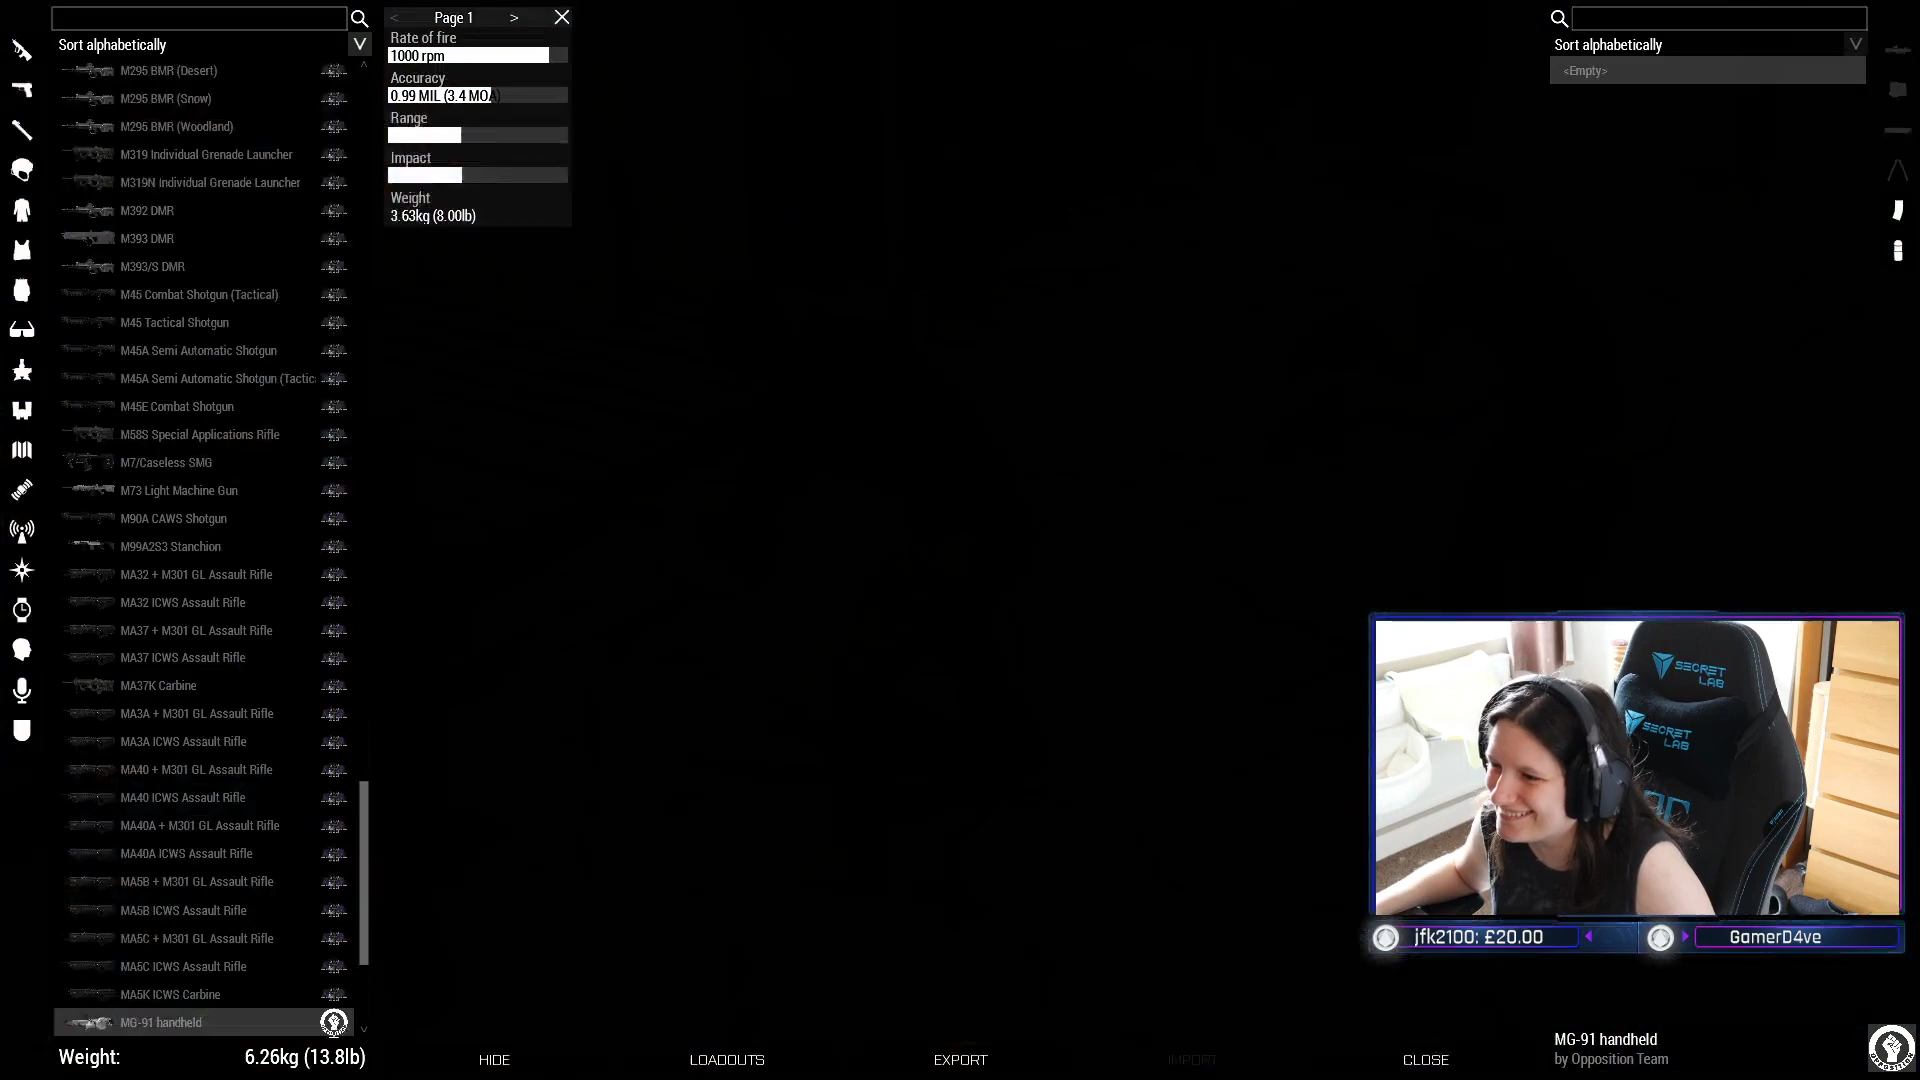 Sort alphabetically
M295 BMR (Desert)
M295 BMR (Snow)
M295 BMR (Woodland)
M319 Individual Grenade Launcher
M319N Individual Grenade Launcher
M392 DMR
M393 DMR
M393/S DMR
M45 Combat Shotgun (Tactical)
M45 Tactical Shotgun
M45A Semi Automatic Shotgun
M45A Semi Automatic Shotgun (Tactic
M45E Combat Shotgun
M58S Special Applications Rifle
M7/Caseless SMG
M73 Light Machine Gun
M90A CAWS Shotgun
M99A2S3 Stanchion
MA32 + M301 GL Assault Rifle
MA32 ICWS Assault Rifle
MA37 + M301 GL Assault Rifle
MA37 ICWS Assault Rifle
MA37K Carbine
MA3A + M301 GL Assault Rifle
MA3A ICWS Assault Rifle
MA40 + M301 GL Assault Rifle
MA40 ICWS Assault Rifle
MA40A + M301 GL Assault Rifle
MA40A ICWS Assault Rifle
MA5B + M301 GL Assault Rifle
MA5B ICWS Assault Rifle
MA5C + M301 GL Assault Rifle
MA5C ICWS Assault Rifle
MA5K ICWS Carbine
MG-91 handheld
Weight: 6.26kg (13.8lb)
< Page 1 >
Rate of fire
1000 rpm
Accuracy
0.99 MIL (3.4 MOA)
Range
Impact
Weight
3.63kg (8.00lb)
Sort alphabetically
<Empty>
SECRET
LAB
SECRET
LAB
jfk2100: £20.00
GamerD4ve
HIDE
LOADOUTS
EXPORT
IMPORT
CLOSE
MG-91 handheld
by Opposition Team